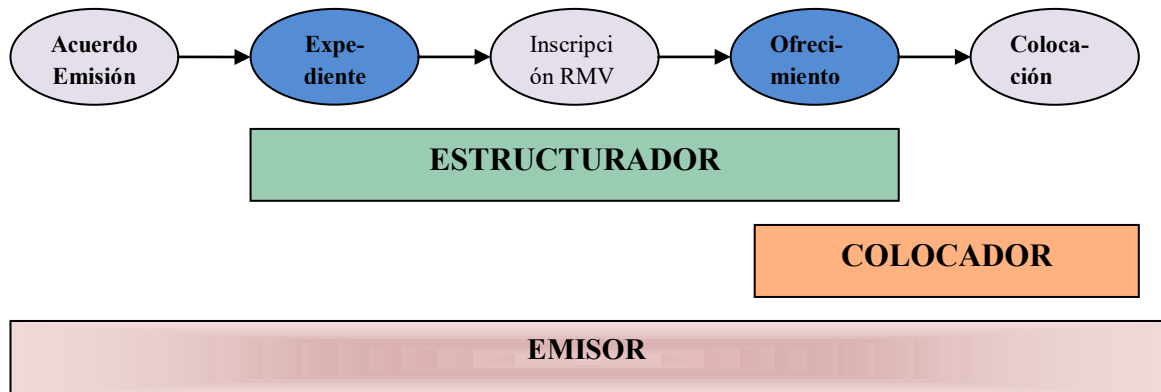 Acuerdo
Emisión
Expe-
diente
Inscripci
ón RMV
Ofreci-
miento
Coloca-
ción
ESTRUCTURADOR
COLOCADOR
EMISOR